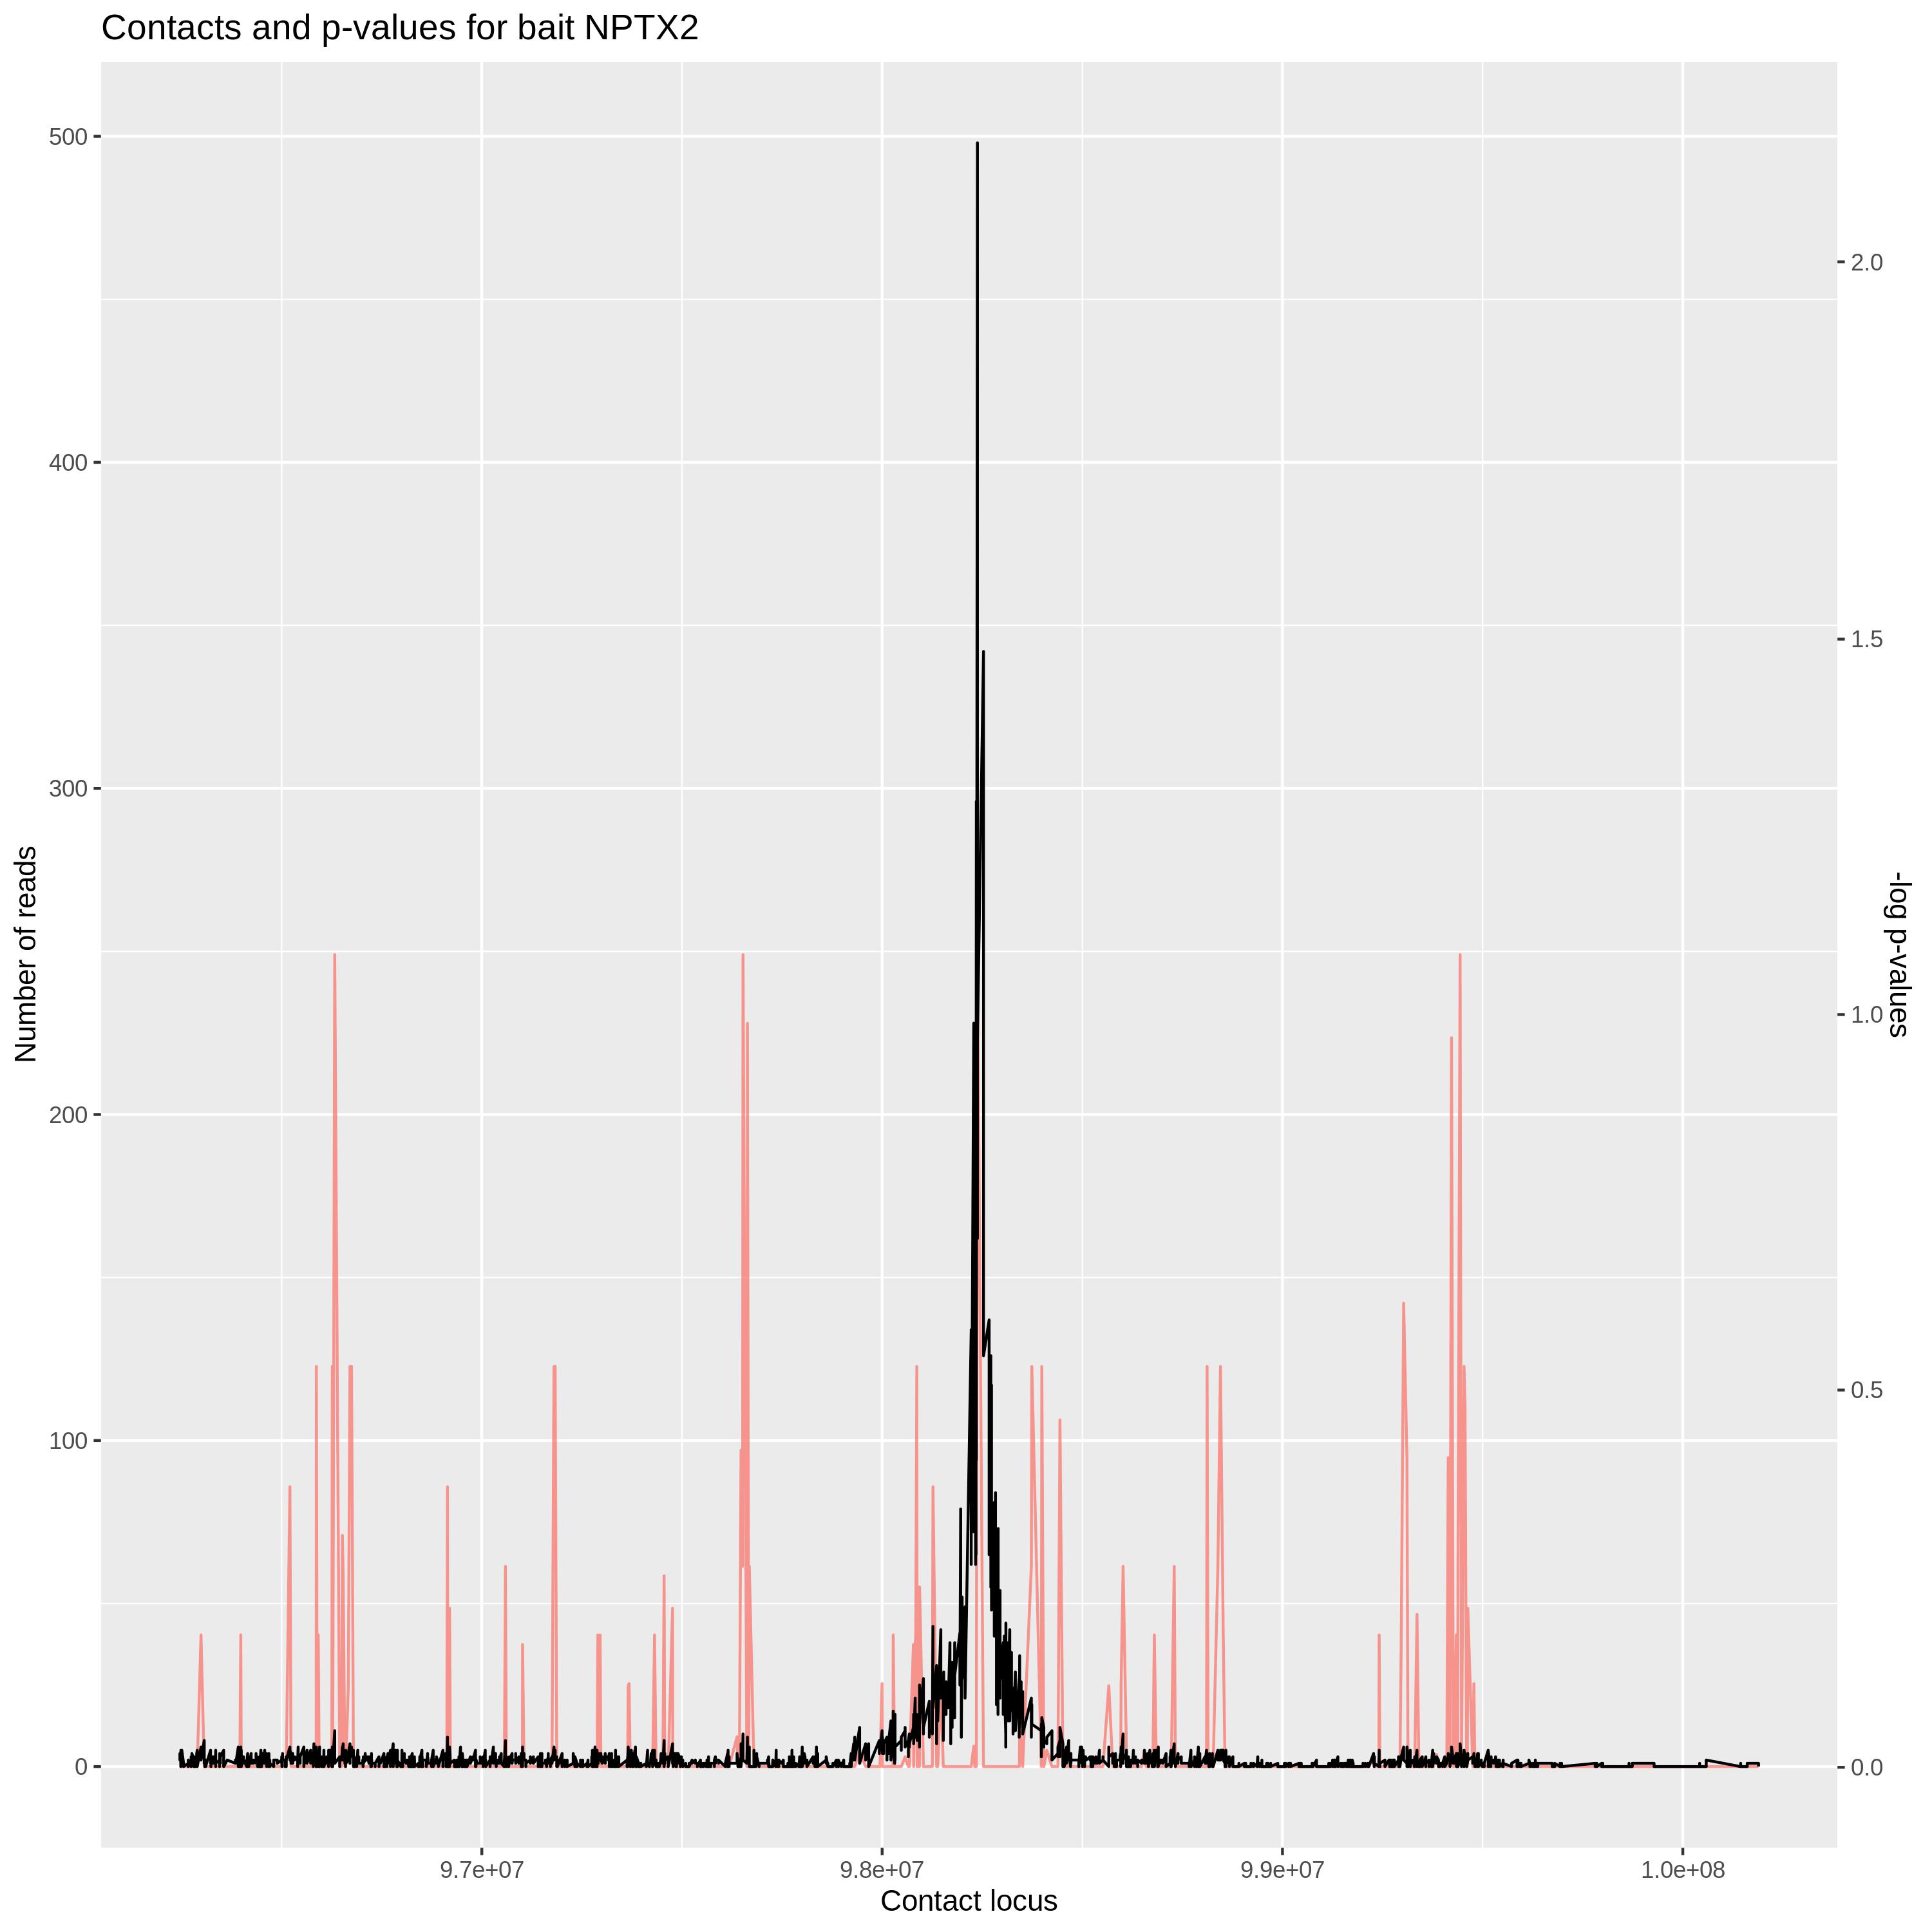 Contacts and p-values for bait NPTX2
500
400
300
200
100
0
Number of reads
2.0
1.5
1.0
0.5
0.0
-log p-values
9.7e+07
9.8e+07
9.9e+07
1.0e+08
Contact locus